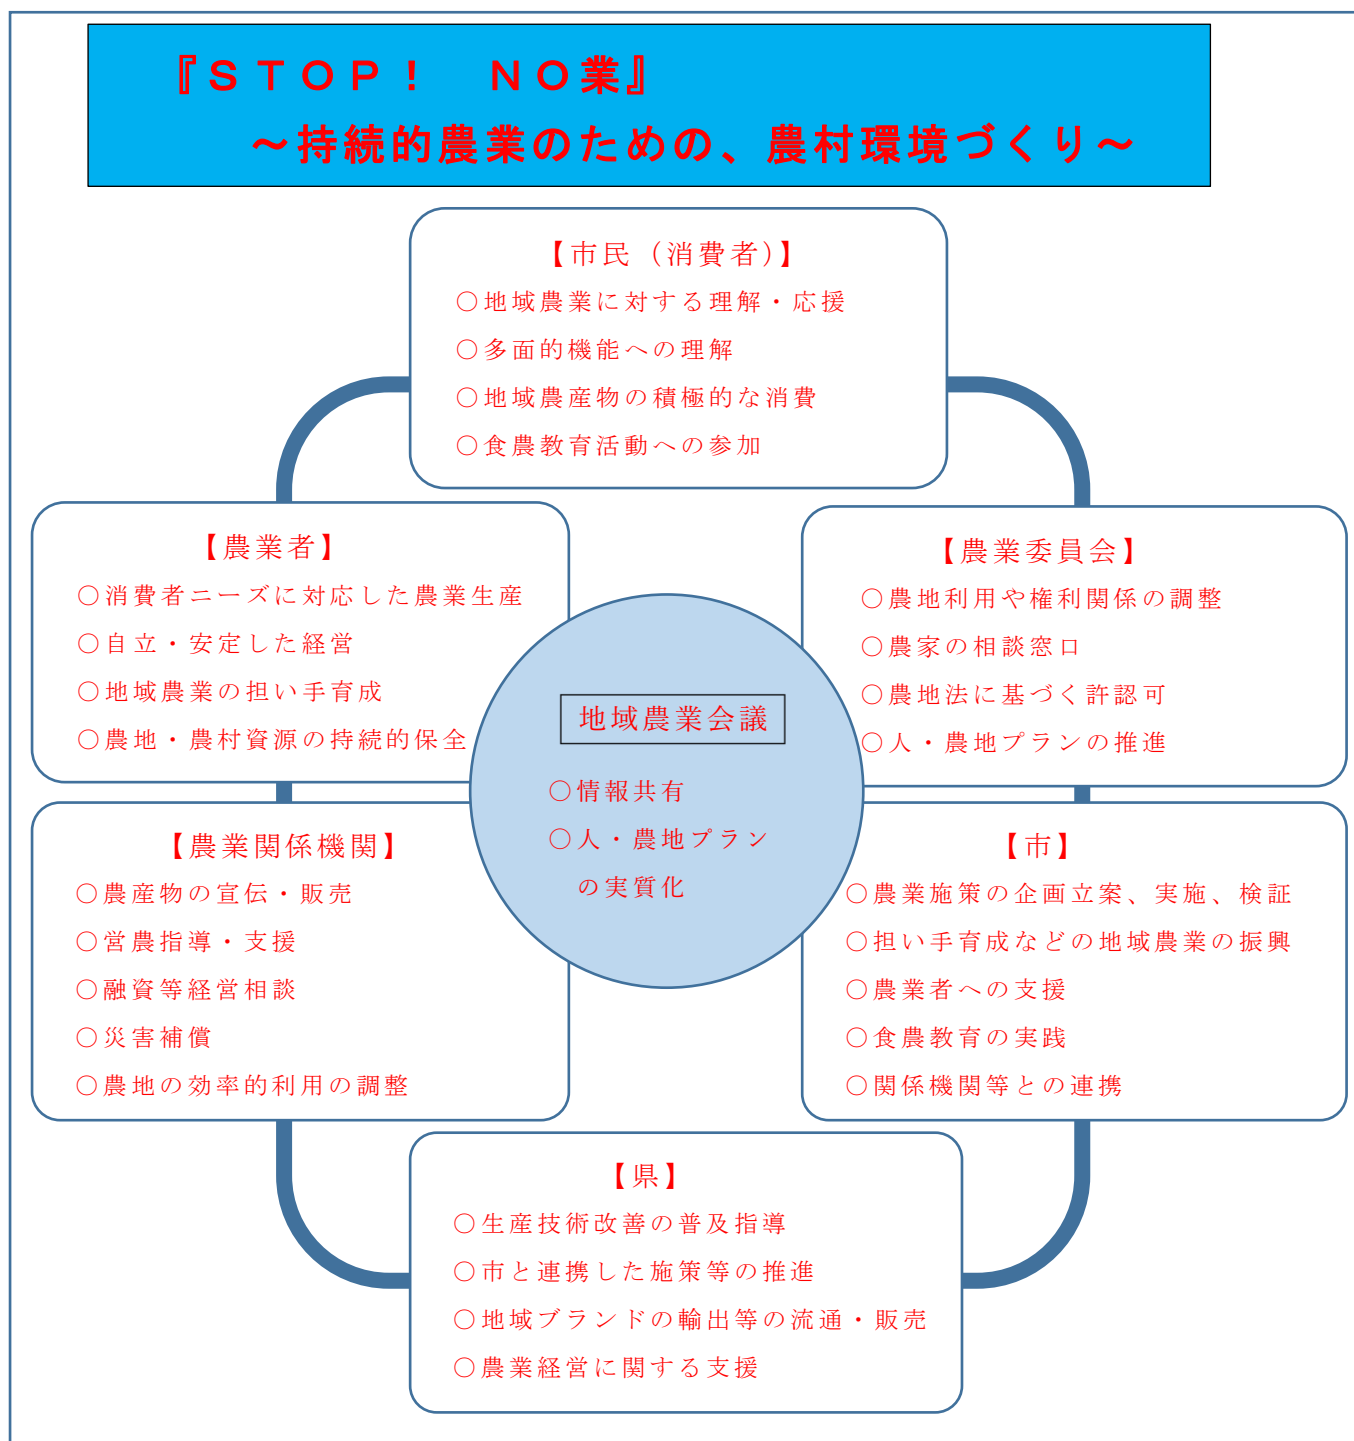 『ＳＴＯＰ！　ＮＯ業』
～持続的農業のための、農村環境づくり～
【市民（消費者）】
○地域農業に対する理解・応援
○多面的機能への理解
○地域農産物の積極的な消費
○食農教育活動への参加
【農業者】
○消費者ニーズに対応した農業生産
○自立・安定した経営
○地域農業の担い手育成
○農地・農村資源の持続的保全
【農業委員会】
○農地利用や権利関係の調整
○農家の相談窓口
○農地法に基づく許認可
○人・農地プランの推進
地域農業会議
○情報共有
○人・農地プラン
の実質化
【農業関係機関】
○農産物の宣伝・販売
○営農指導・支援
○融資等経営相談
○災害補償
○農地の効率的利用の調整
【市】
○農業施策の企画立案、実施、検証
○担い手育成などの地域農業の振興
○農業者への支援
○食農教育の実践
○関係機関等との連携
【県】
○生産技術改善の普及指導
○市と連携した施策等の推進
○地域ブランドの輸出等の流通・販売
○農業経営に関する支援